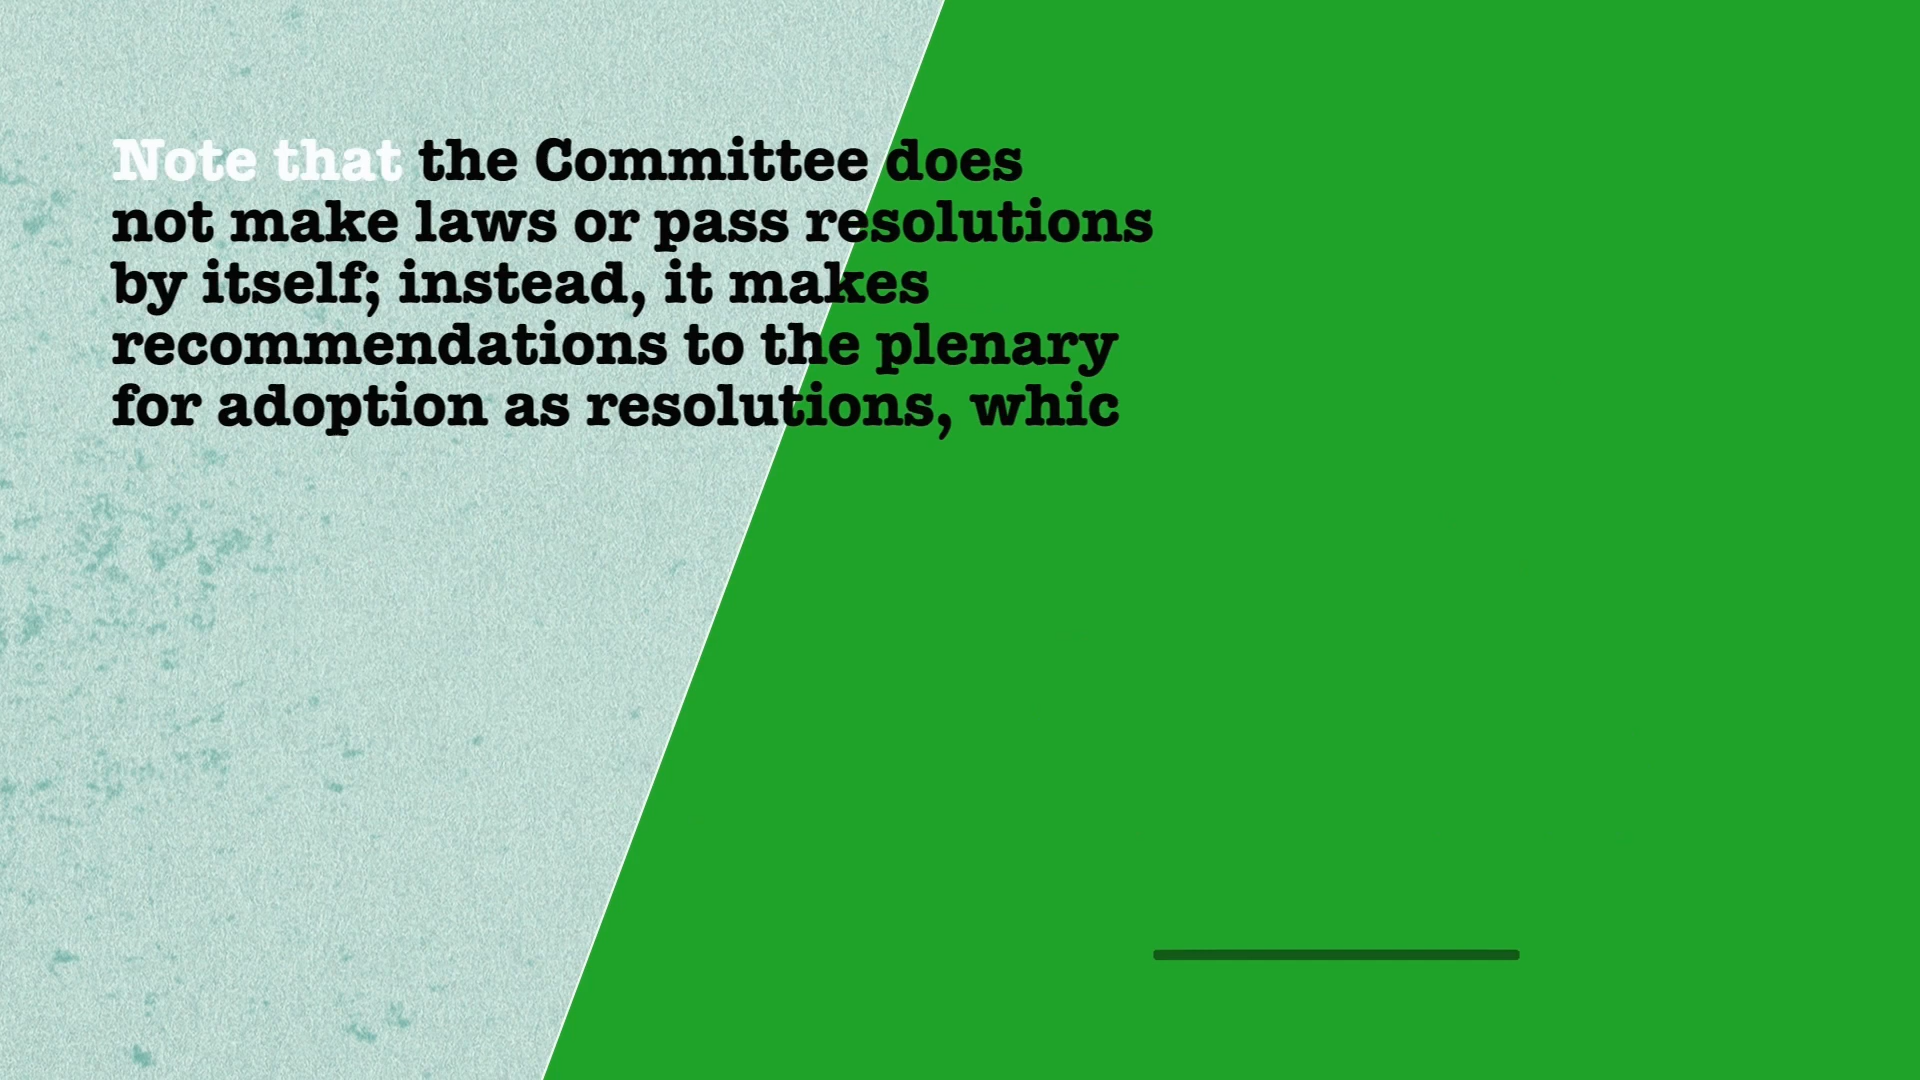 Note that the Committee does
not make laws or pass resolutions
by itself; instead, it makes
recommendations to the plenary
for adoption as resolutions, whic